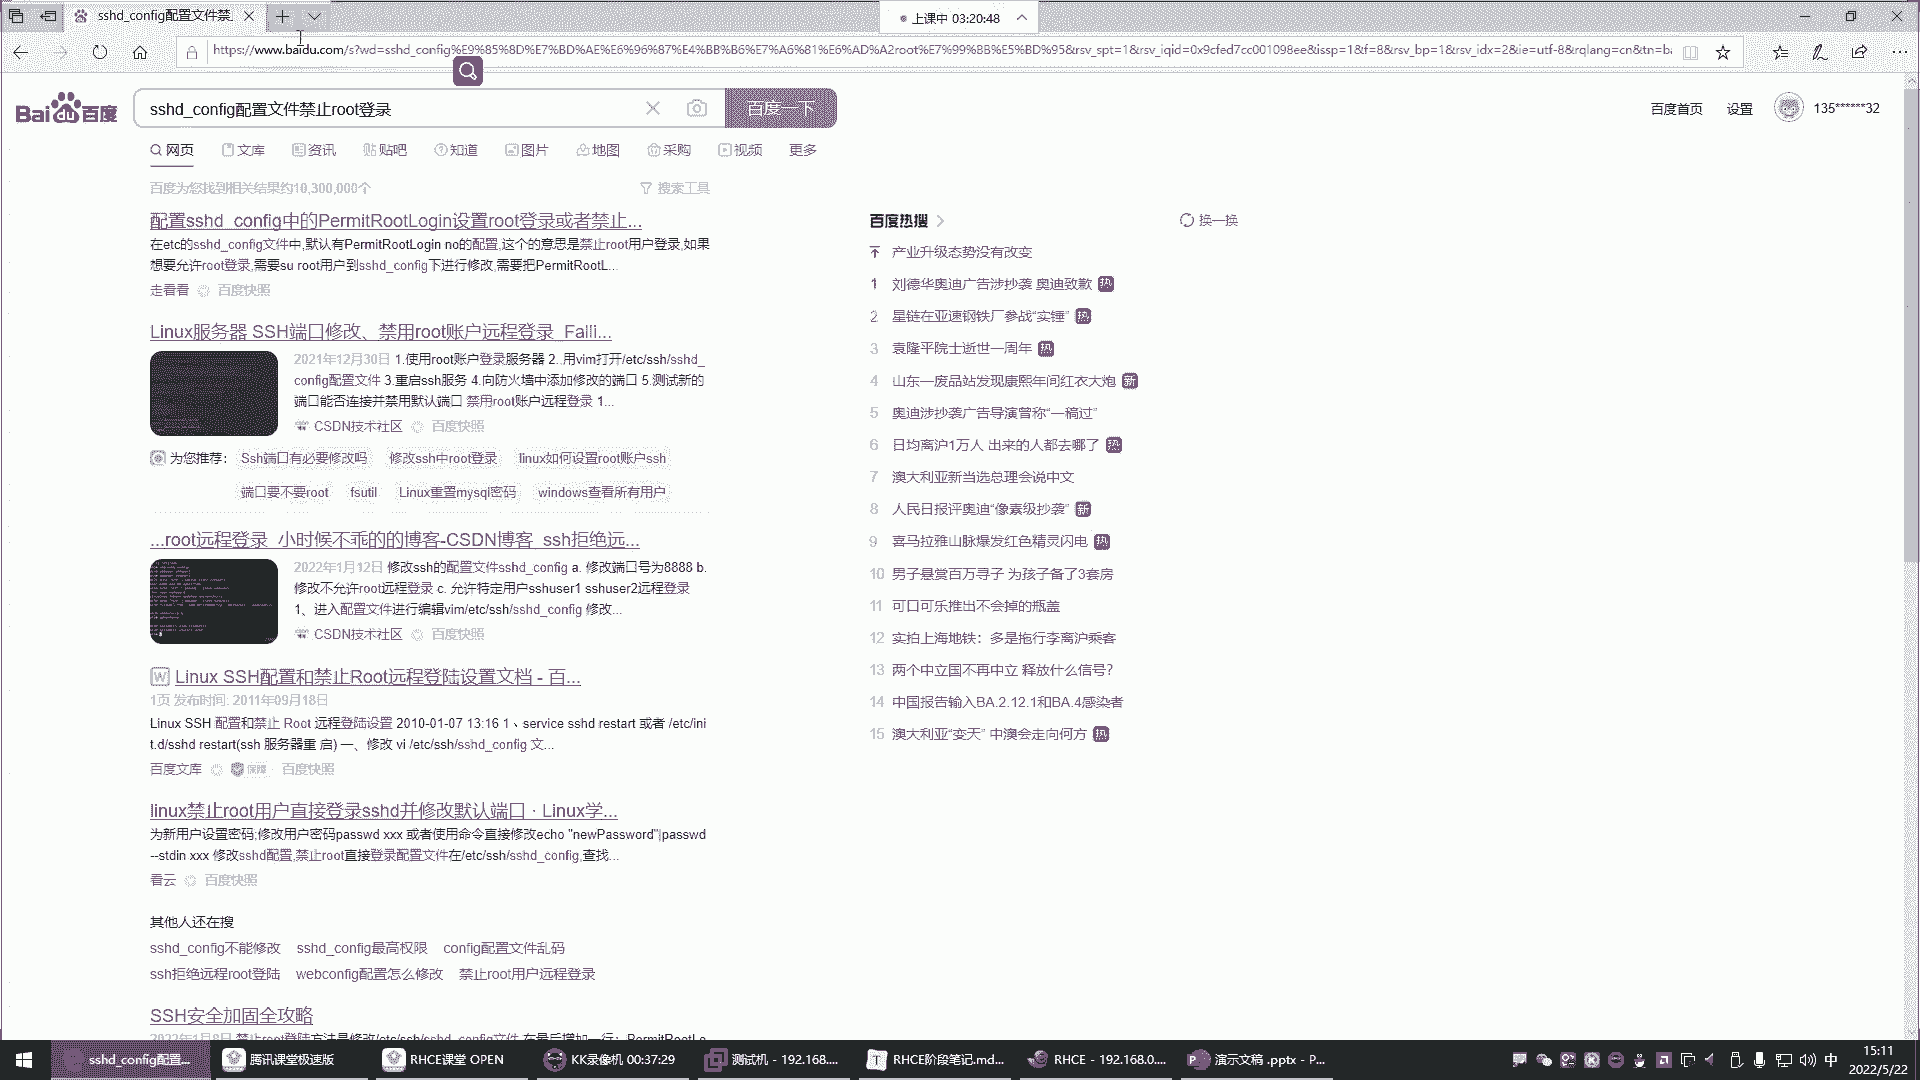 sshd_config配置文件禁
上课中 03:20:48
https://www.baidu.com/s?wd=sshd_config%E9%85%8D%E7%BD%AE%E6%96%87%E4%BB%B6%E7%A6%81%E6%AD%A2root%E7%99%BB%E5%BD%95&rsv_spt=1&rsv_iqid=0x9cfed7cc001098ee&issp=1&f=8&rsv_bp=1&rsv_idx=2&ie=utf-8&rqlang=cn&tn=ba
Bai du 百度
sshd_config配置文件禁止root登录
百度一下
百度首页 设置 135******32
网页 文库 资讯 贴吧 知道 图片 地图 采购 视频 更多
百度为您找到相关结果约10,300,000个
搜索工具
配置sshd_config中的PermitRootLogin设置root登录或者禁止...
在etc的sshd_config文件中,默认有PermitRootLogin no的配置,这个的意思是禁止root用户登录,如果
想要允许root登录,需要su root用户到sshd_config下进行修改,需要把PermitRootL...
走看看 百度快照
Linux服务器 SSH端口修改、禁用root账户远程登录_Faili...
2021年12月30日 1.使用root账户登录服务器 2..用vim打开/etc/ssh/sshd_
config配置文件 3.重启ssh服务 4.向防火墙中添加修改的端口 5.测试新的
端口能否连接并禁用默认端口 禁用root账户远程登录 1...
CSDN技术社区 百度快照
为您推荐: Ssh端口有必要修改吗 修改ssh中root登录 linux如何设置root账户ssh
端口要不要root fsutil Linux重置mysql密码 windows查看所有用户
...root远程登录_小时候不乖的的博客-CSDN博客_ssh拒绝远...
2022年1月12日 修改ssh的配置文件sshd_config a. 修改端口号为8888 b.
修改不允许root远程登录 c. 允许特定用户sshuser1 sshuser2远程登录
1、进入配置文件进行编辑vim/etc/ssh/sshd_config 修改...
CSDN技术社区 百度快照
Linux SSH配置和禁止Root远程登陆设置文档 - 百...
1页 发布时间: 2011年09月18日
Linux SSH 配置和禁止 Root 远程登陆设置 2010-01-07 13:16 1、service sshd restart 或者 /etc/ini
t.d/sshd restart(ssh 服务器重 启) 一、修改 vi /etc/ssh/sshd_config 文...
百度文库 保障 百度快照
linux禁止root用户直接登录sshd并修改默认端口 · Linux学...
为新用户设置密码;修改用户密码passwd xxx 或者使用命令直接修改echo "newPassword"|passwd
--stdin xxx 修改sshd配置,禁止root直接登录配置文件在/etc/ssh/sshd_config,查找...
看云 百度快照
其他人还在搜
sshd_config不能修改 sshd_config最高权限 config配置文件乱码
ssh拒绝远程root登陆 webconfig配置怎么修改 禁止root用户远程登录
SSH安全加固全攻略
2022年1月8日 禁止root登陆方法是修改/etc/ssh/sshd_config文件,在最后增加一行：PermitRootLo
百度热搜
换一换
产业升级态势没有改变
1 刘德华奥迪广告涉抄袭 奥迪致歉 热
2 星链在亚速钢铁厂参战“实锤” 热
3 袁隆平院士逝世一周年 热
4 山东一废品站发现康熙年间红衣大炮 新
5 奥迪涉抄袭广告导演曾称“一稿过”
6 日均离沪1万人 出来的人都去哪了 热
7 澳大利亚新当选总理会说中文
8 人民日报评奥迪“像素级抄袭” 新
9 喜马拉雅山脉爆发红色精灵闪电 热
10 男子悬赏百万寻子 为孩子备了3套房
11 可口可乐推出不会掉的瓶盖
12 实拍上海地铁：多是拖行李离沪乘客
13 两个中立国不再中立 释放什么信号?
14 中国报告输入BA.2.12.1和BA.4感染者
15 澳大利亚“变天” 中澳会走向何方 热
sshd_config配置... 腾讯课堂极速版 RHCE课堂 OPEN KK录像机 00:37:29 测试机 - 192.168.... RHCE阶段笔记.md... RHCE - 192.168.0.... 演示文稿 .pptx - P...
中
15:11
2022/5/22